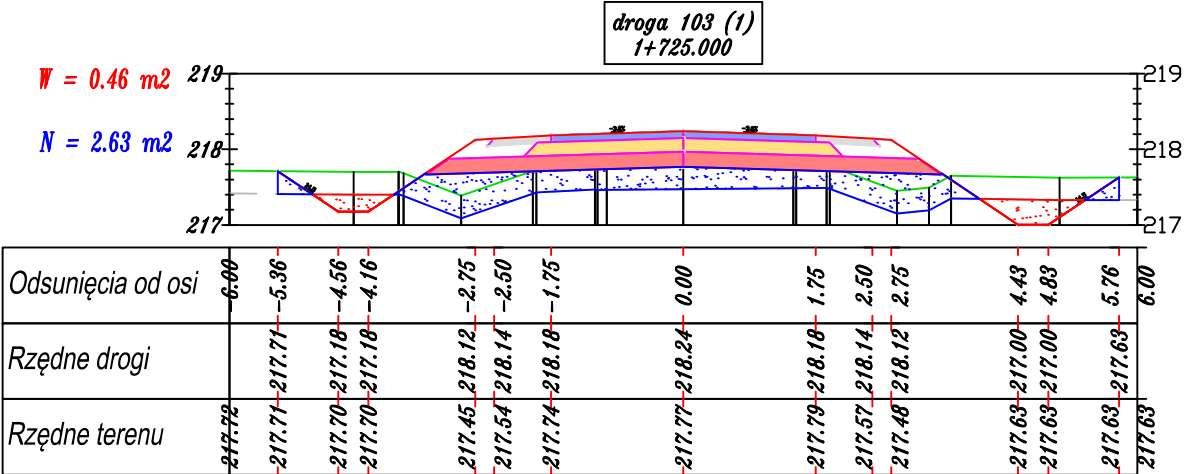 droga 103 (1)
1+725.000
W = 0.46 m2
N = 2.63 m2
219 219
218 218
217 217
Odsunięcia od osi -6.00 -5.36 -4.56 -4.16 -2.75 -2.50 -1.75 0.00 1.75 2.50 2.75 4.43 4.83 5.76 6.00
Rzędne drogi 217.71 217.18 217.18 218.12 218.14 218.18 218.24 218.18 218.14 218.12 217.00 217.00 217.63
Rzędne terenu 217.72 217.71 217.70 217.70 217.45 217.54 217.74 217.77 217.79 217.57 217.48 217.63 217.63 217.63 217.63